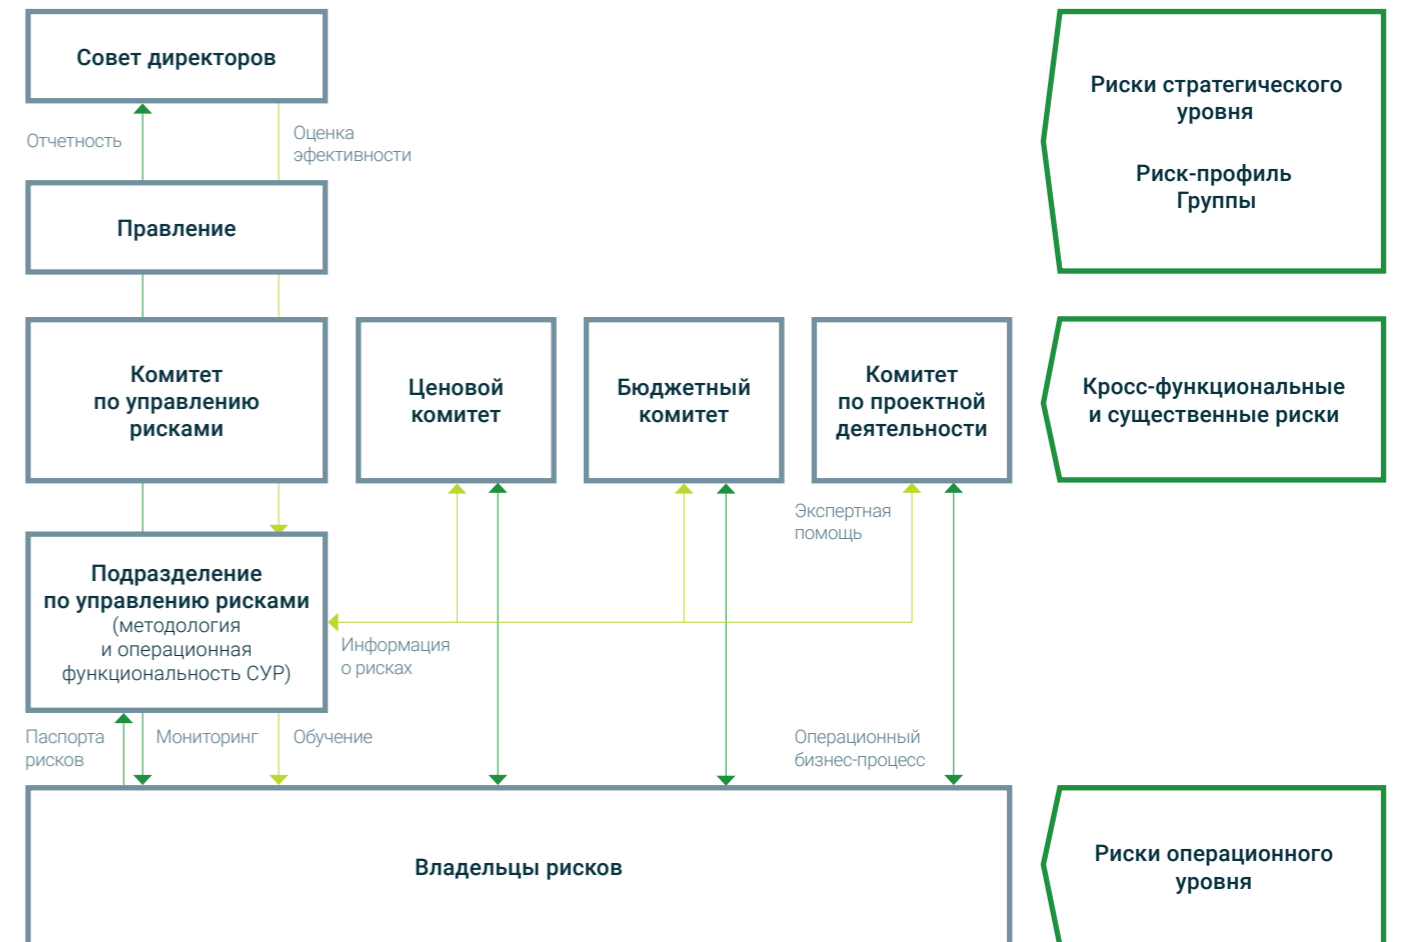 Совет директоров
Риски стратегического
уровня
Риск-профиль
Группы
Отчетность
Оценка
эфективности
Правление
Комитет
по управлению
рисками
Ценовой
комитет
Бюджетный
комитет
Комитет
по проектной
деятельности
Кросс-функциональные
и существенные риски
Экспертная
помощь
Подразделение
по управлению рисками
(методология
и операционная
функциональность СУР)
Информация
о рисках
Паспорта
рисков
Мониторинг
Обучение
Операционный
бизнес-процесс
Владельцы рисков
Риски операционного
уровня